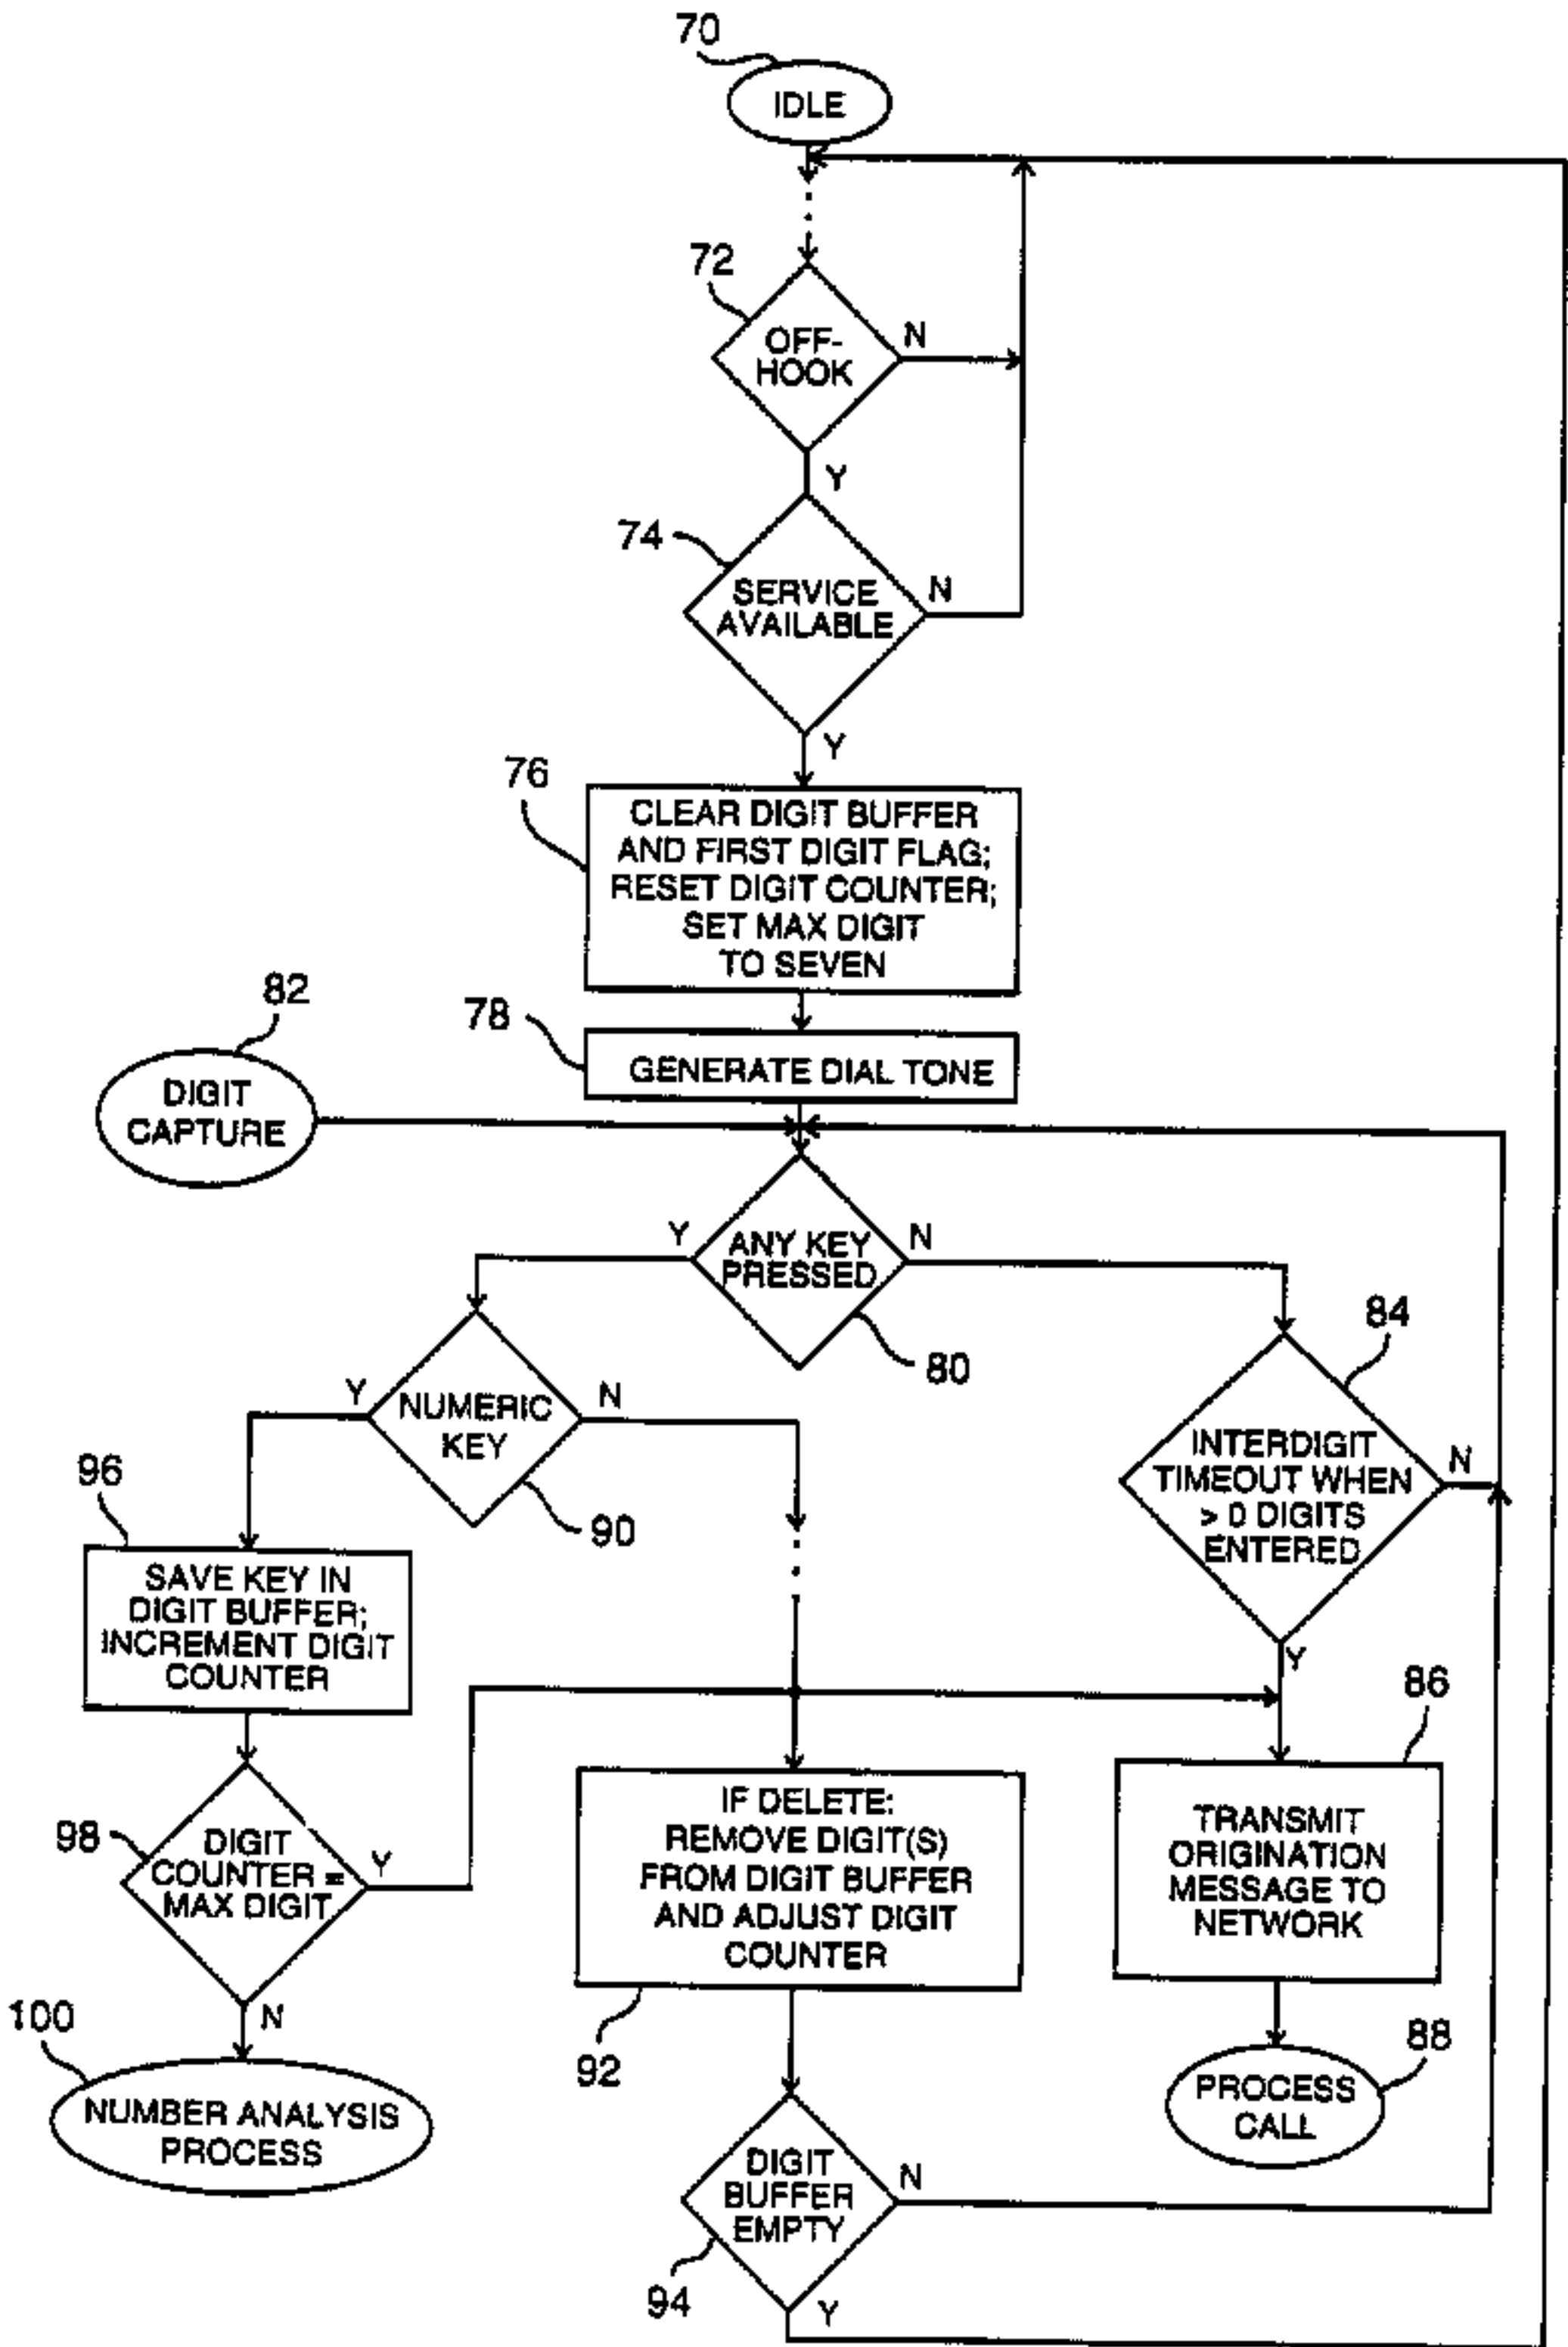 70
IDLE
72
OFF-
HOOK
N
Y
74
SERVICE
AVAILABLE
N
Y
76
CLEAR DIGIT BUFFER
AND FIRST DIGIT FLAG;
RESET DIGIT COUNTER;
SET MAX DIGIT
TO SEVEN
82
78
GENERATE DIAL TONE
DIGIT
CAPTURE
Y
ANY KEY
PRESSED
N
80
84
Y
NUMERIC
KEY
N
90
INTERDIGIT
TIMEOUT WHEN
> 0 DIGITS
ENTERED
N
Y
96
SAVE KEY IN
DIGIT BUFFER;
INCREMENT DIGIT
COUNTER
86
98
DIGIT
COUNTER =
MAX DIGIT
Y
N
IF DELETE:
REMOVE DIGIT(S)
FROM DIGIT BUFFER
AND ADJUST DIGIT
COUNTER
92
TRANSMIT
ORIGINATION
MESSAGE TO
NETWORK
100
NUMBER ANALYSIS
PROCESS
88
PROCESS
CALL
DIGIT
BUFFER
EMPTY
N
94
Y